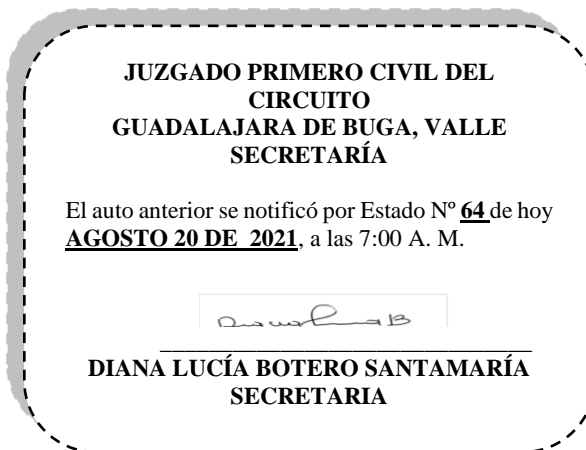 JUZGADO PRIMERO CIVIL DEL
CIRCUITO
GUADALAJARA DE BUGA, VALLE
SECRETARÍA
El auto anterior se notificó por Estado Nº 64 de hoy
AGOSTO 20 DE 2021, a las 7:00 A. M.
DIANA LUCÍA BOTERO SANTAMARÍA
SECRETARIA